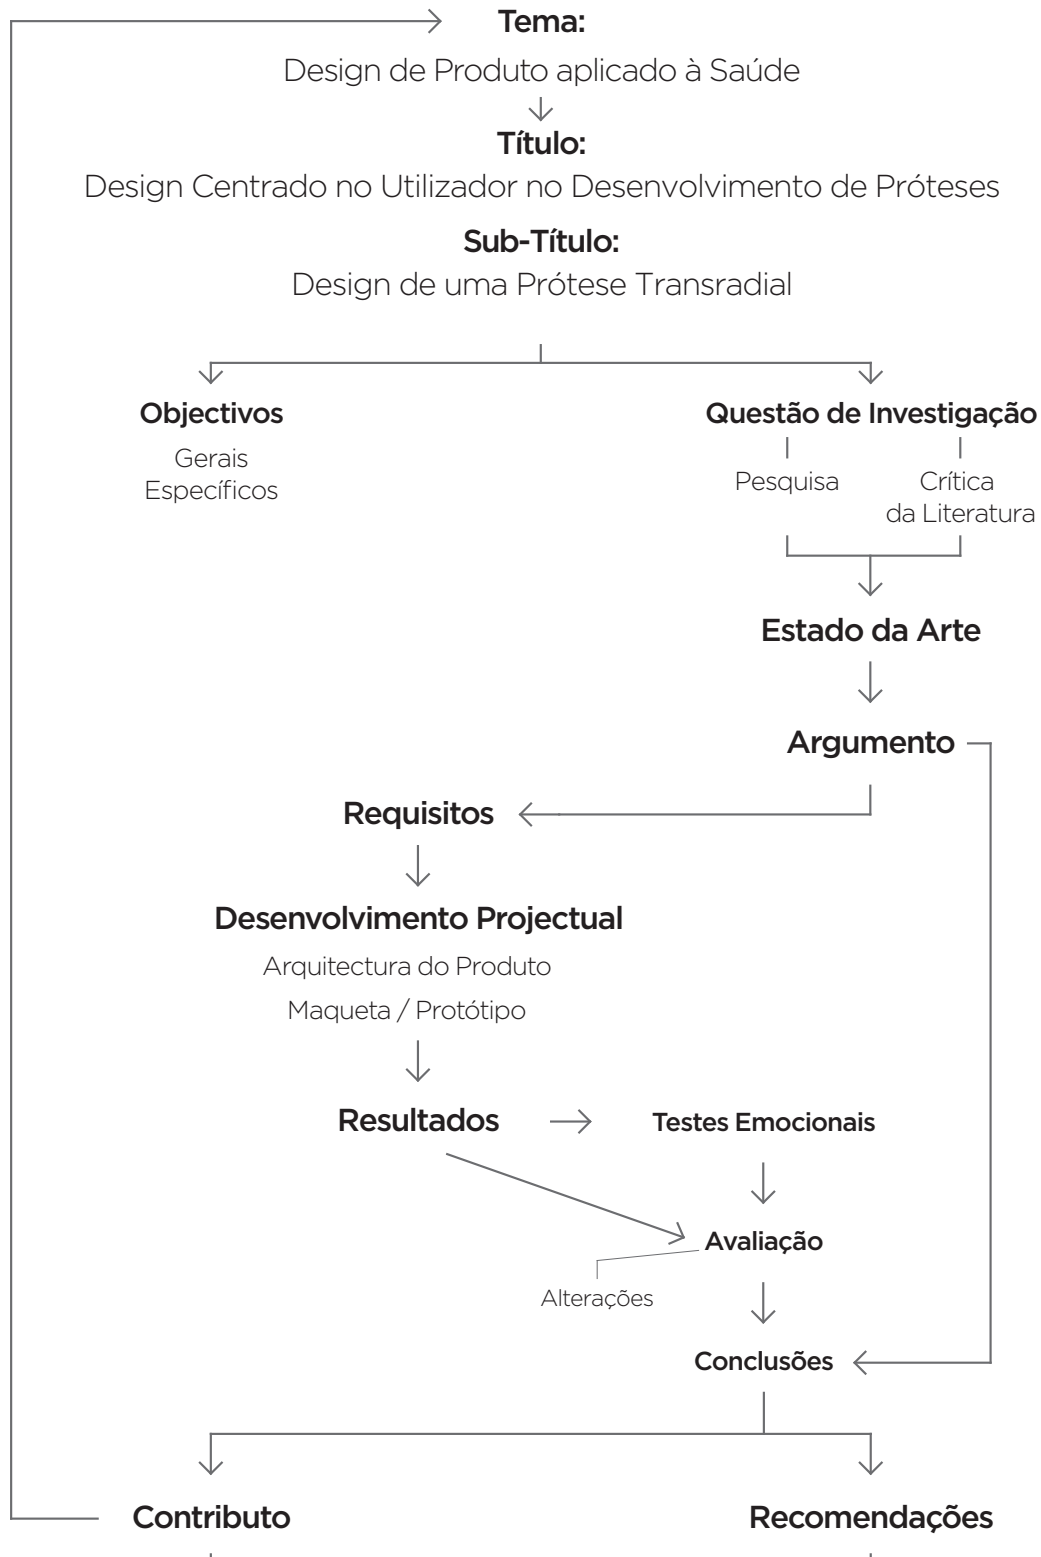 Tema:
Design de Produto aplicado à Saúde
Título:
Design Centrado no Utilizador no Desenvolvimento de Próteses
Sub-Título:
Design de uma Prótese Transradial
Objectivos
Gerais
Específicos
Questão de Investigação
Pesquisa
Crítica
da Literatura
Estado da Arte
Argumento
Requisitos
Desenvolvimento Projectual
Arquitectura do Produto
Maqueta / Protótipo
Resultados
Testes Emocionais
Avaliação
Alterações
Conclusões
Contributo
Recomendações